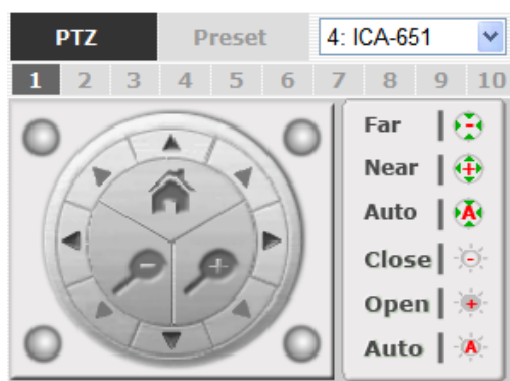 PTZ Preset 4: ICA-651
1 2 3 4 5 6 7 8 9 10
Far -
Near +
Auto A
Close -
Open +
Auto A
- +